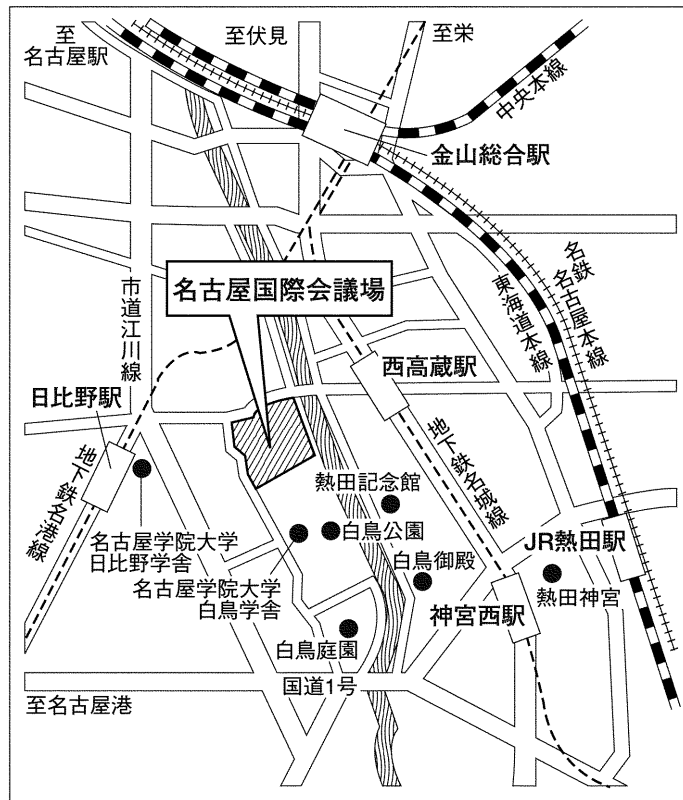 至
名古屋駅
至伏見
至栄
中央本線
金山総合駅
名鉄名古屋本線
東海道本線
市道江川線
名古屋国際会議場
西高蔵駅
日比野駅
地下鉄名港線
地下鉄名城線
熱田記念館
名古屋学院大学
日比野学舎
白鳥公園
JR熱田駅
名古屋学院大学
白鳥学舎
白鳥御殿
熱田神宮
神宮西駅
白鳥庭園
国道1号
至名古屋港